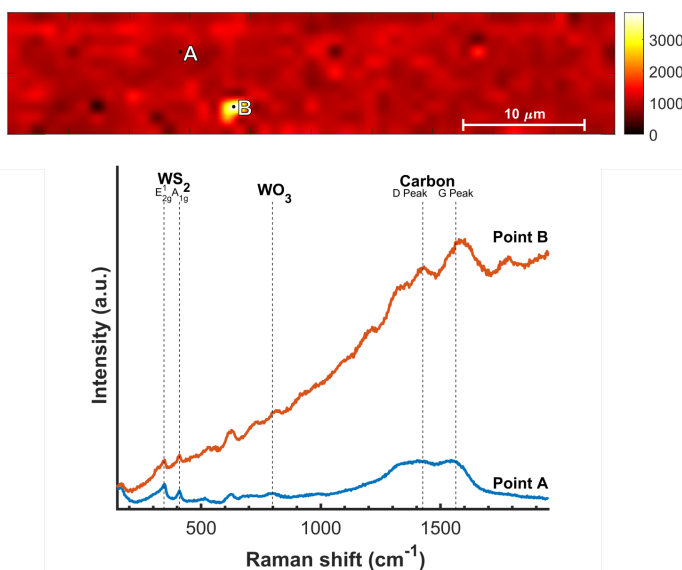 A
B
10 μm
3000
2000
1000
0
WS2
E12g A1g
WO3
Carbon
D Peak G Peak
Point B
Point A
Intensity (a.u.)
500 1000 1500
Raman shift (cm-1)